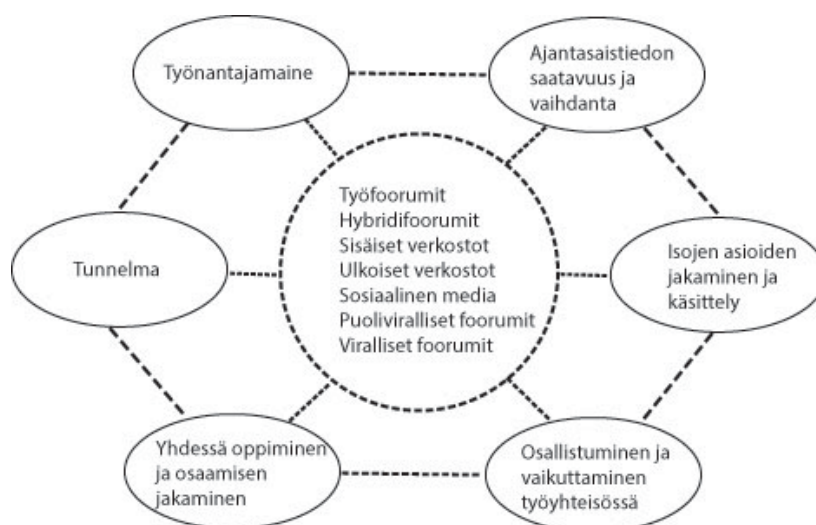 Työnantajamaine
Ajantasaistiedon
saatavuus ja
vaihdanta
Työfoorumit
Hybridifoorumit
Sisäiset verkostot
Ulkoiset verkostot
Sosiaalinen media
Puoliviralliset foorumit
Viralliset foorumit
Tunnelma
Isojen asioiden
jakaminen ja
käsittely
Yhdessä oppiminen
ja osaamisen
jakaminen
Osallistuminen ja
vaikuttaminen
työyhteisössä